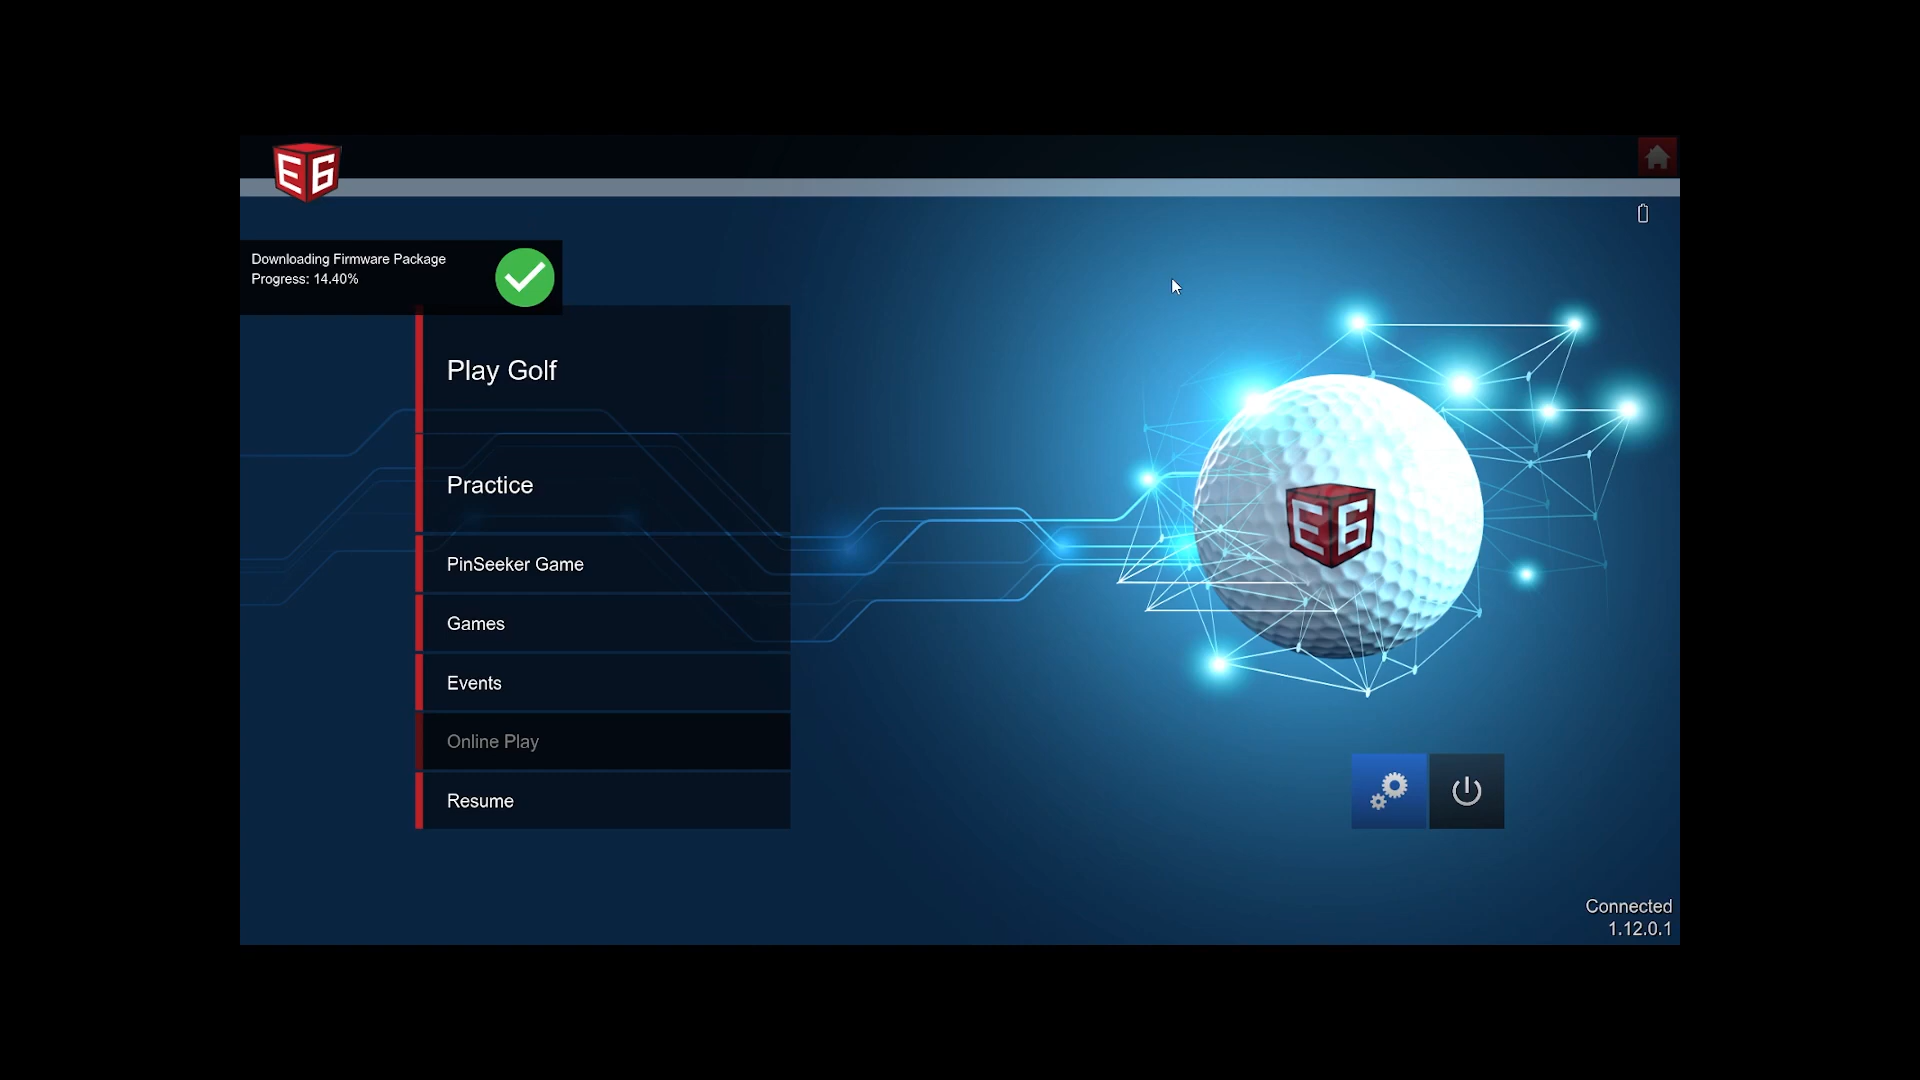 E6
Downloading Firmware Package
Progress: 14.40%
Play Golf
Practice
PinSeeker Game
Games
Events
Online Play
Resume
E6
Connected
1.12.0.1